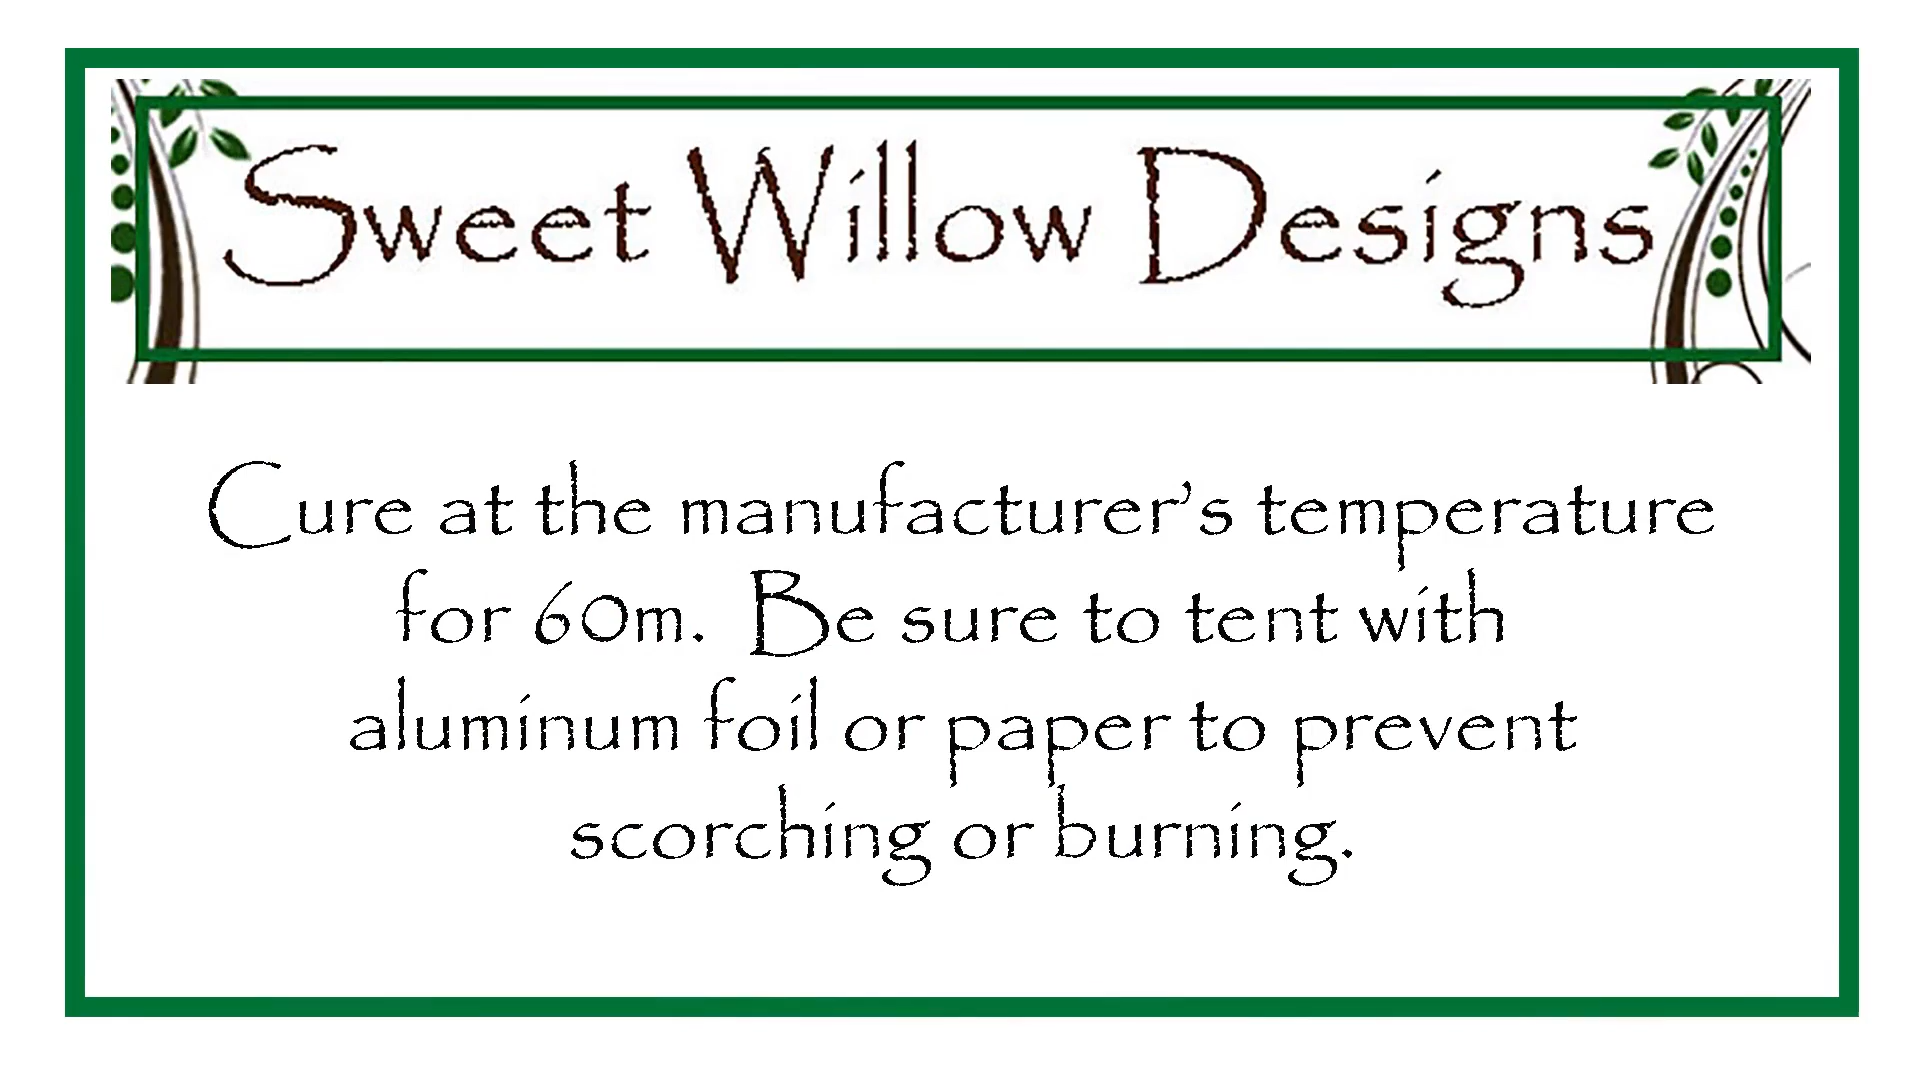 Sweet Willow Designs
Cure at the manufacturer's temperature
for 60m.  Be sure to tent with
aluminum foil or paper to prevent
scorching or burning.